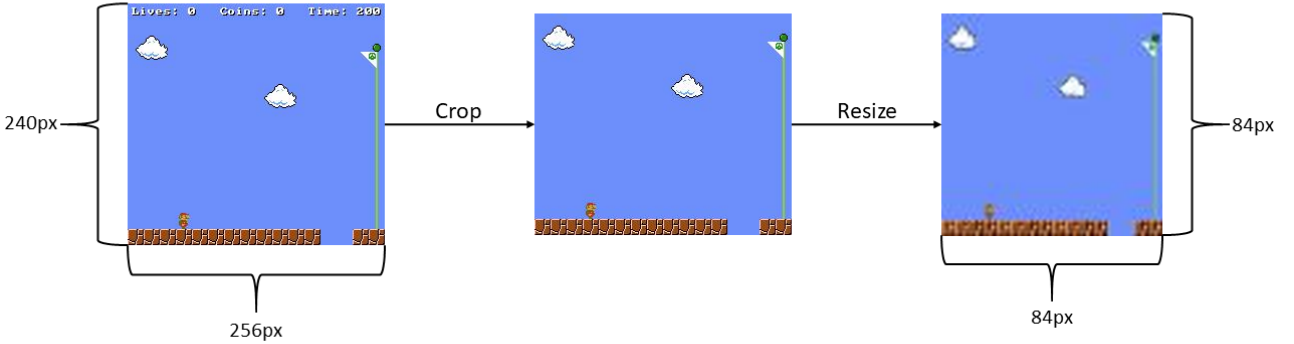 Lives: 0 Coins: 0 Time: 200
240px
Crop
Resize
84px
256px
84px